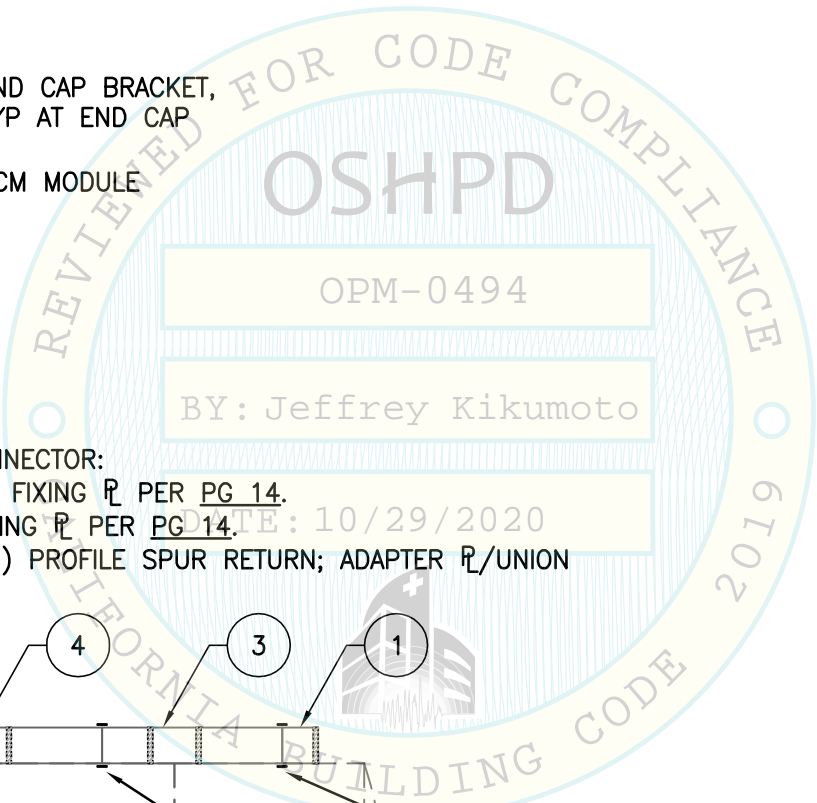 ND CAP BRACKET,
YP AT END CAP
CM MODULE
REVIEWED FOR CODE COMPLIANCE
OSHPD
OPM-0494
BY: Jeffrey Kikumoto
NNECTOR:
FIXING ⅊ PER PG 14.
ING ⅊ PER PG 14.
DATE: 10/29/2020
) PROFILE SPUR RETURN; ADAPTER ⅊/UNION
4
3
1
CALIFORNIA BUILDING CODE 2019